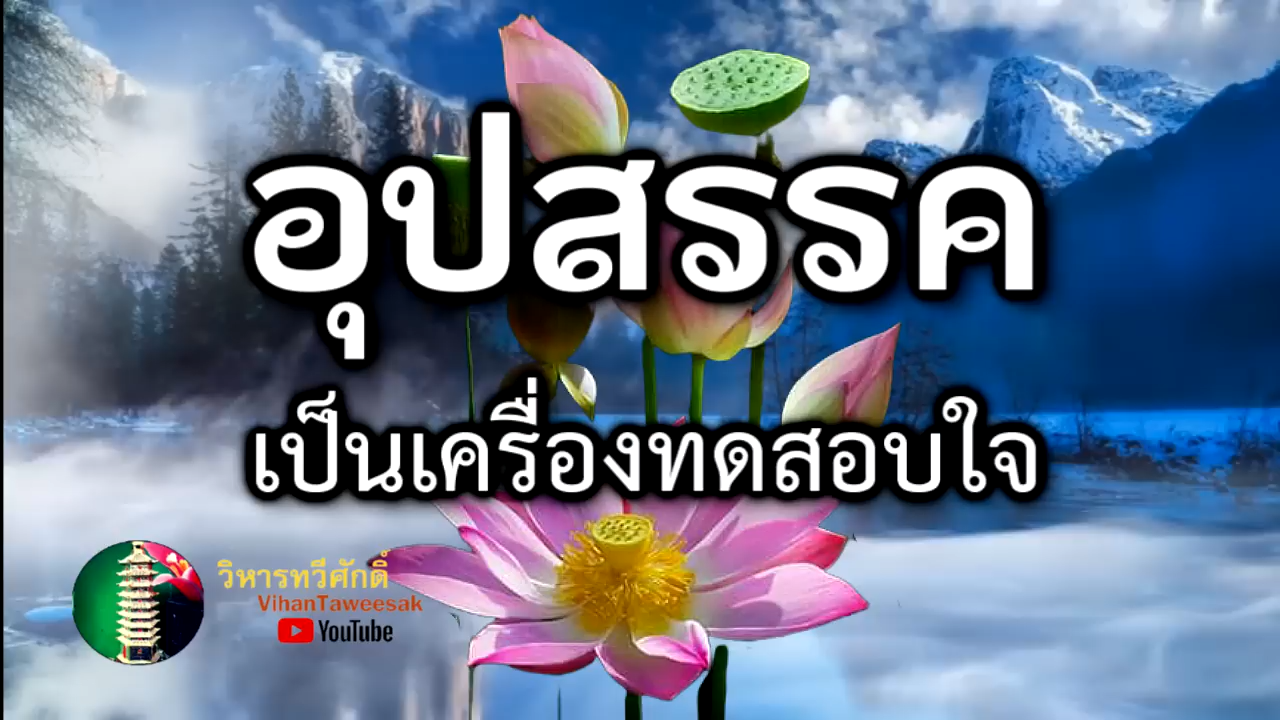 อุปสรรค
เป็นเครื่องทดสอบใจ
วิหารทวีศักดิ์
VihanTaweesak
YouTube